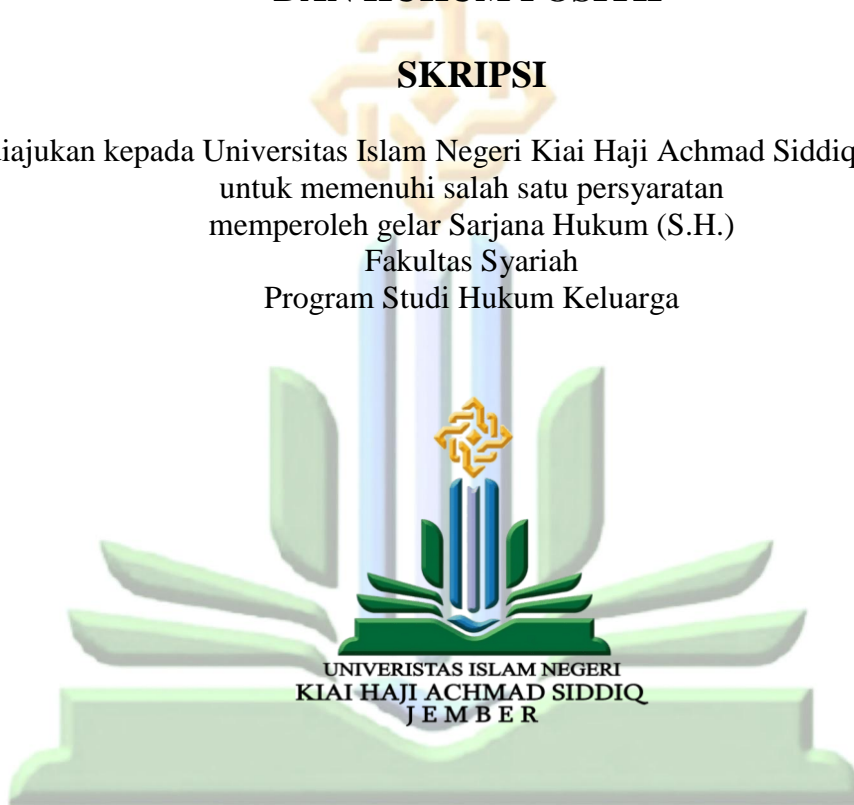 SKRIPSI
diajukan kepada Universitas Islam Negeri Kiai Haji Achmad Siddiq
untuk memenuhi salah satu persyaratan
memperoleh gelar Sarjana Hukum (S.H.)
Fakultas Syariah
Program Studi Hukum Keluarga
UNIVERISTAS ISLAM NEGERI
KIAI HAJI ACHMAD SIDDIQ
JEMBER